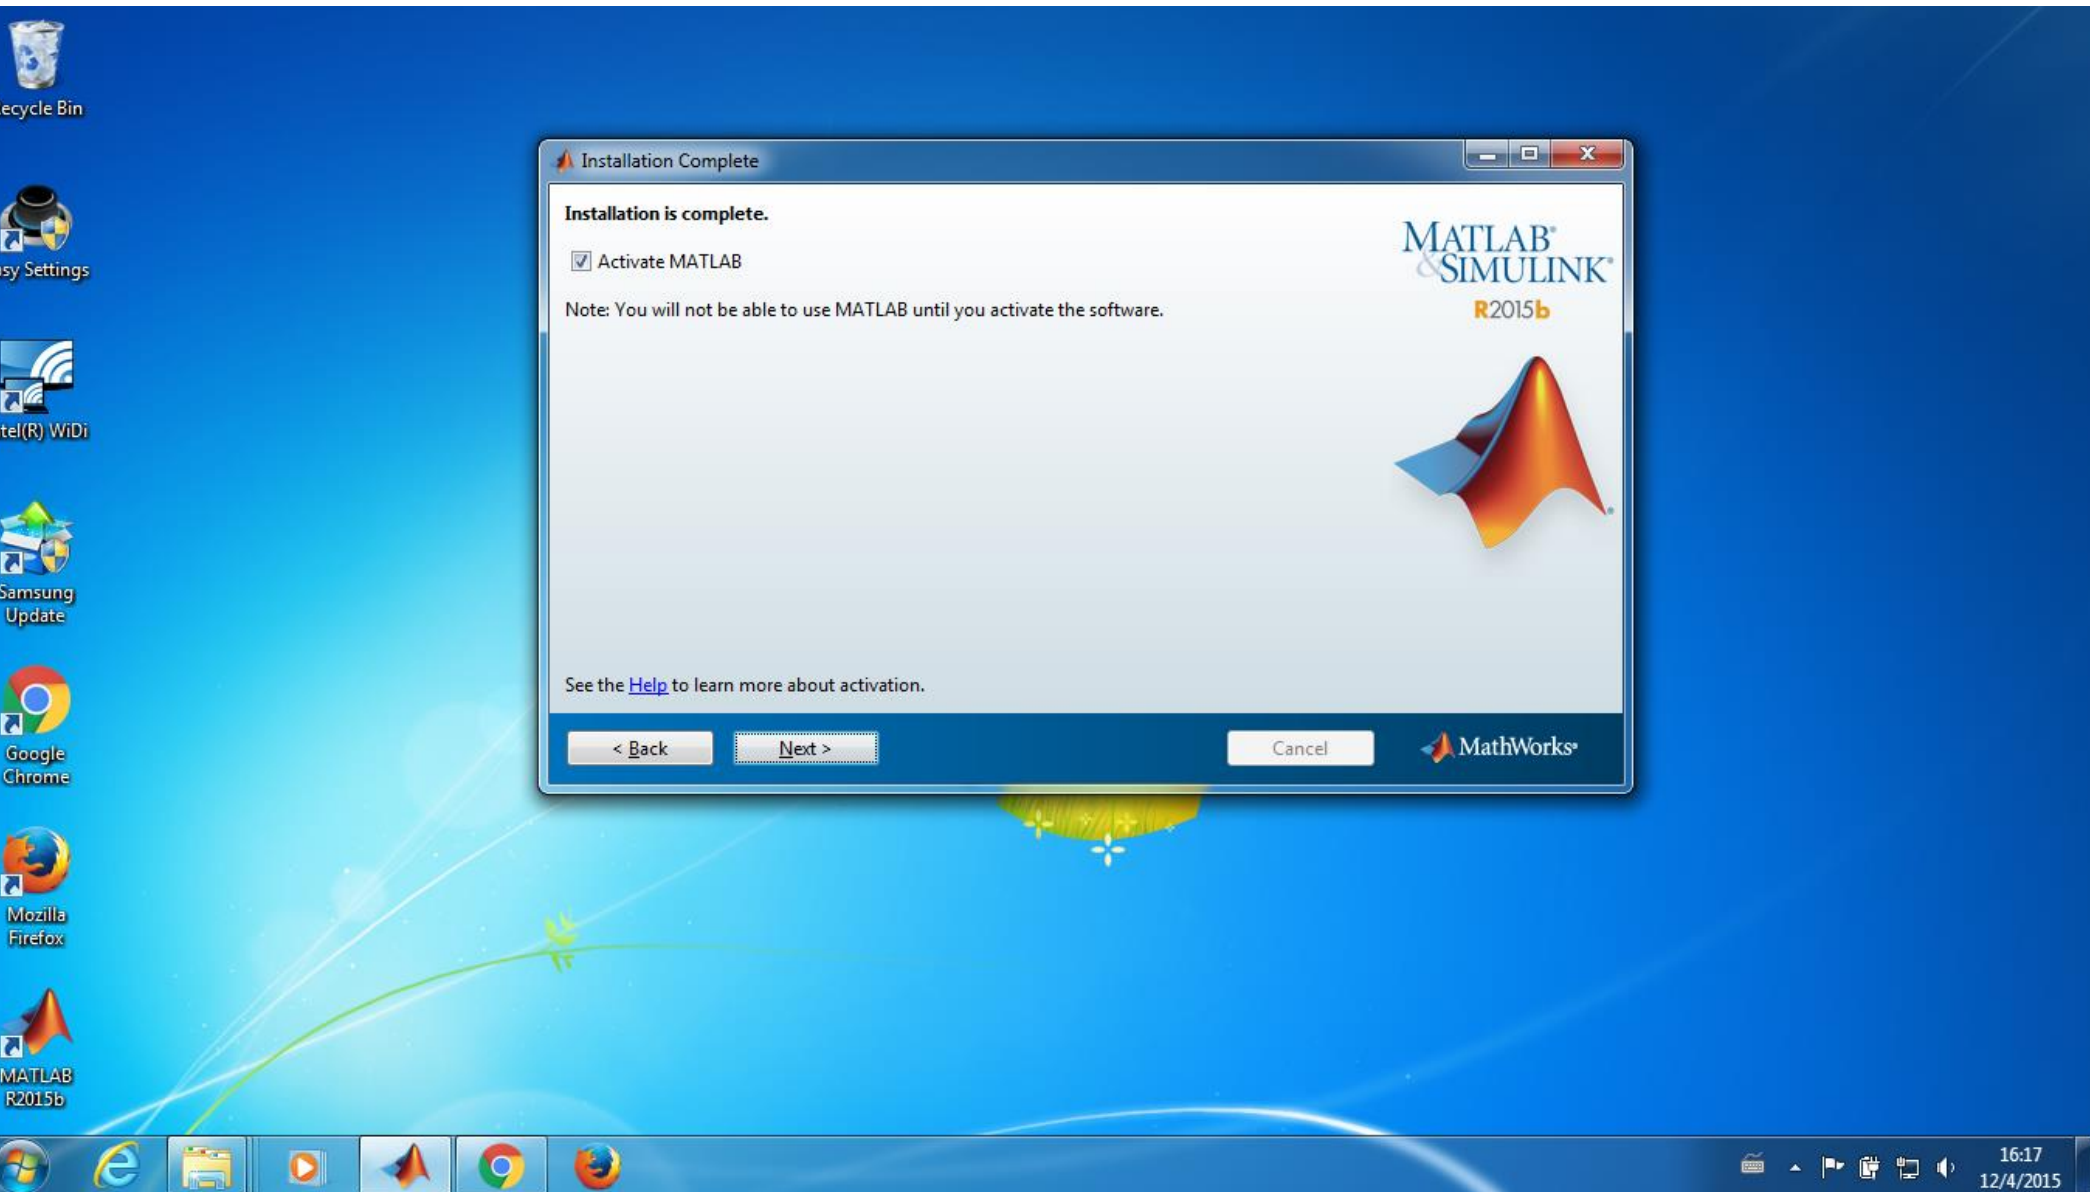 ecycle Bin
sy Settings
tel(R) WiDi
Samsung
Update
Google
Chrome
Mozilla
Firefox
MATLAB
R2015b
Installation Complete
Installation is complete.
Activate MATLAB
Note: You will not be able to use MATLAB until you activate the software.
MATLAB®
&SIMULINK®
R2015b
See the Help to learn more about activation.
< Back
Next >
Cancel
MathWorks®
16:17
12/4/2015